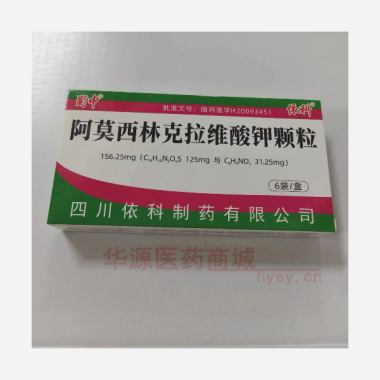 蜀中
批准文号：国药准字H20093451
依科
阿莫西林克拉维酸钾颗粒
156.25mg（C₁₆H₁₉N₃O₅S 125mg 与 C₈H₉NO₅ 31.25mg）
6袋/盒
四川依科制药有限公司
华源医药商城
hyey.cn